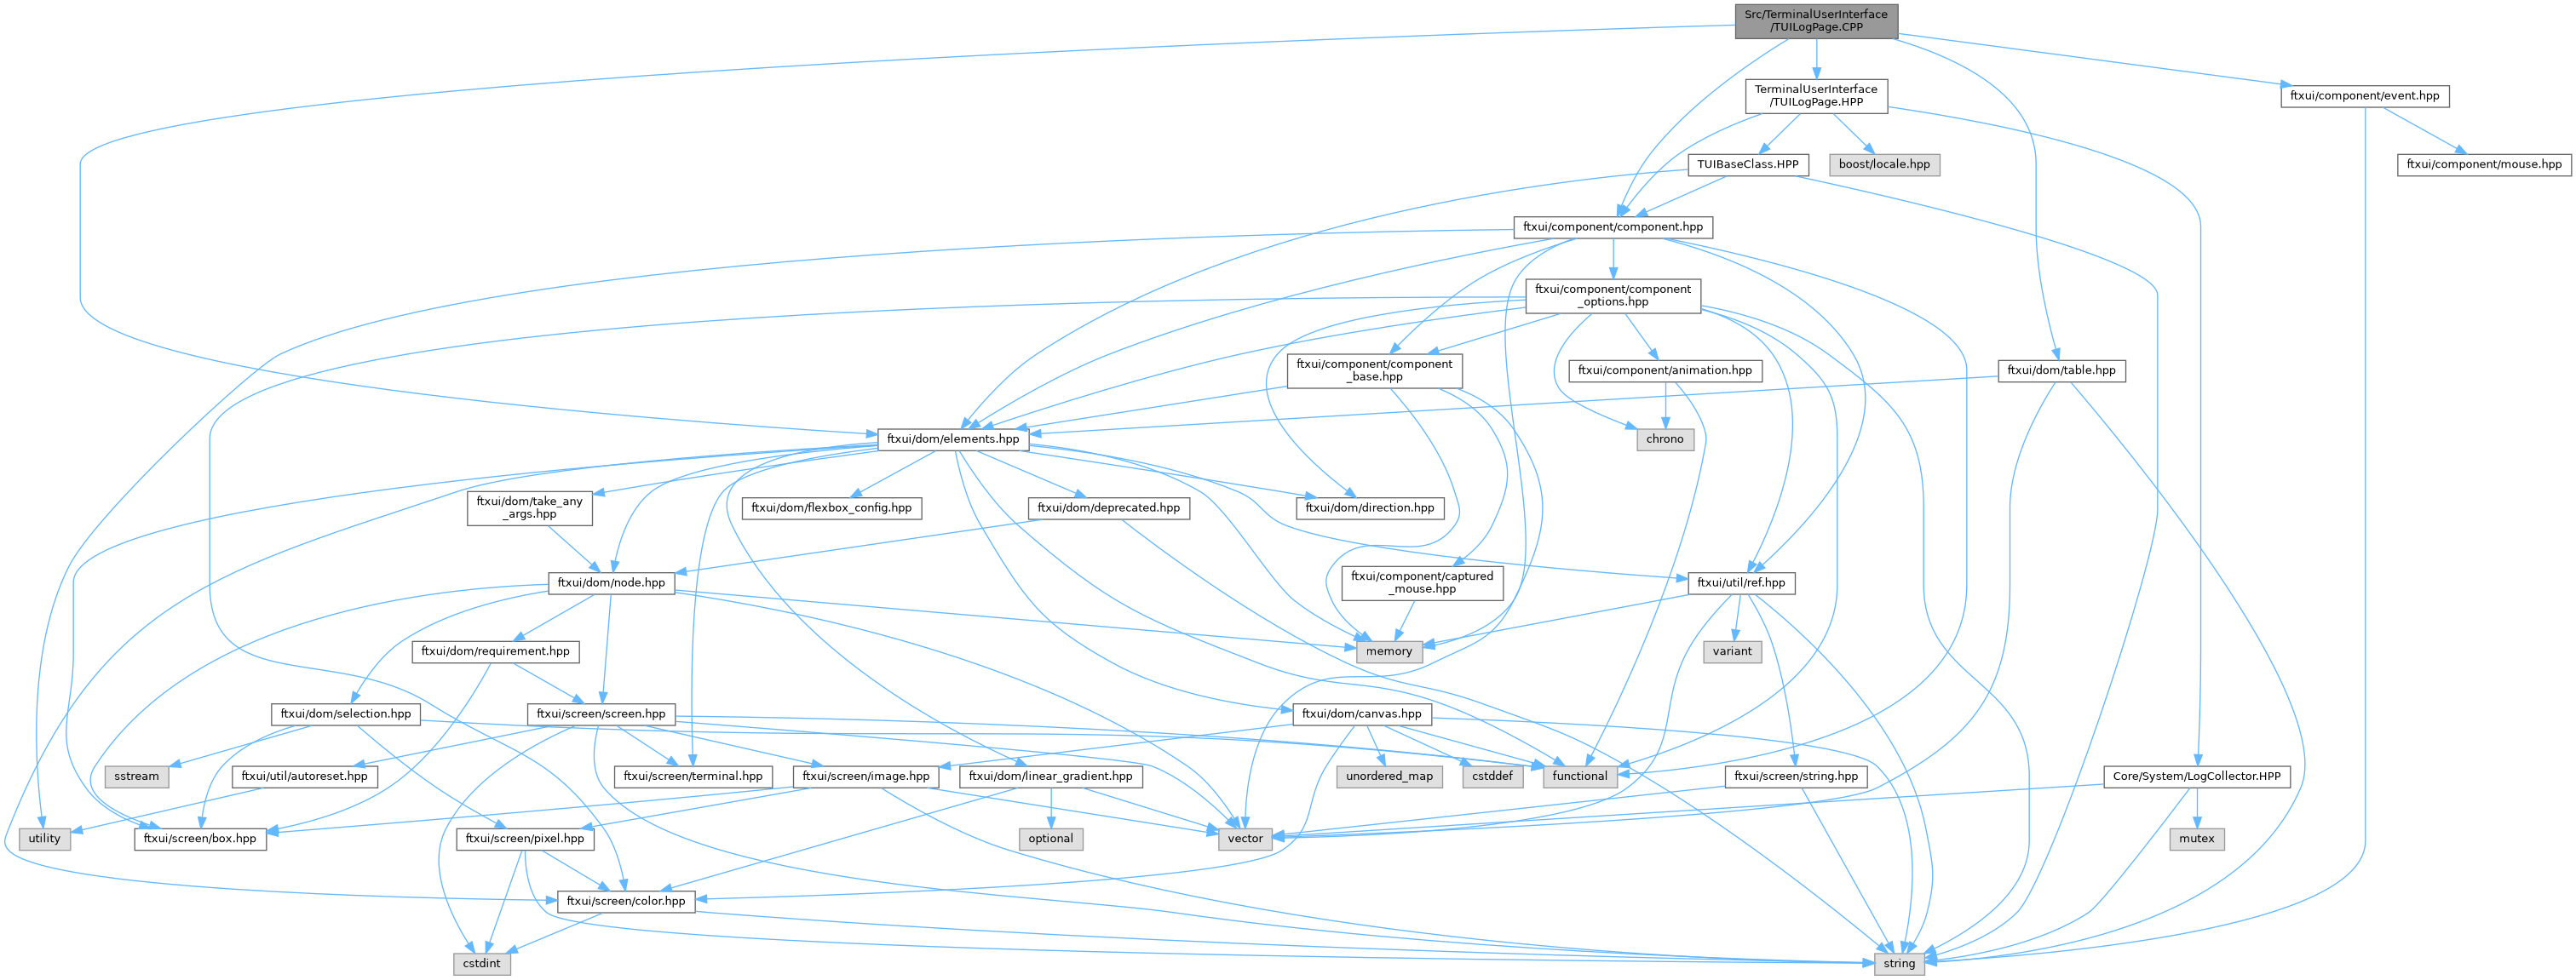 Src/TerminalUserInterface
/TUILogPage.CPP
TerminalUserInterface
/TUILogPage.HPP
ftxui/component/event.hpp
TUIBaseClass.HPP
boost/locale.hpp
ftxui/component/mouse.hpp
ftxui/component/component.hpp
ftxui/component/component
_options.hpp
ftxui/component/component
_base.hpp
ftxui/component/animation.hpp
ftxui/dom/table.hpp
ftxui/dom/elements.hpp
chrono
ftxui/dom/take_any
_args.hpp
ftxui/dom/flexbox_config.hpp
ftxui/dom/deprecated.hpp
ftxui/dom/direction.hpp
ftxui/dom/node.hpp
ftxui/component/captured
_mouse.hpp
ftxui/util/ref.hpp
ftxui/dom/requirement.hpp
memory
variant
ftxui/dom/selection.hpp
ftxui/screen/screen.hpp
ftxui/dom/canvas.hpp
sstream
ftxui/util/autoreset.hpp
ftxui/screen/terminal.hpp
ftxui/screen/image.hpp
ftxui/dom/linear_gradient.hpp
unordered_map
cstddef
functional
ftxui/screen/string.hpp
Core/System/LogCollector.HPP
utility
ftxui/screen/box.hpp
ftxui/screen/pixel.hpp
optional
vector
mutex
ftxui/screen/color.hpp
cstdint
string